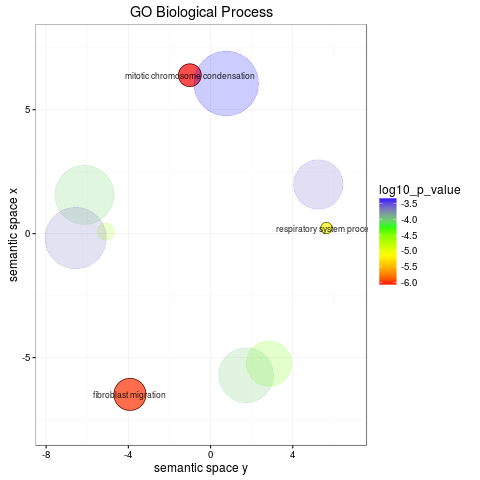 GO Biological Process
mitotic chromosome condensation
respiratory system proce
fibroblast migration
5
0
-5
-8
-4
0
4
semantic space x
semantic space y
log10_p_value
-3.5
-4.0
-4.5
-5.0
-5.5
-6.0